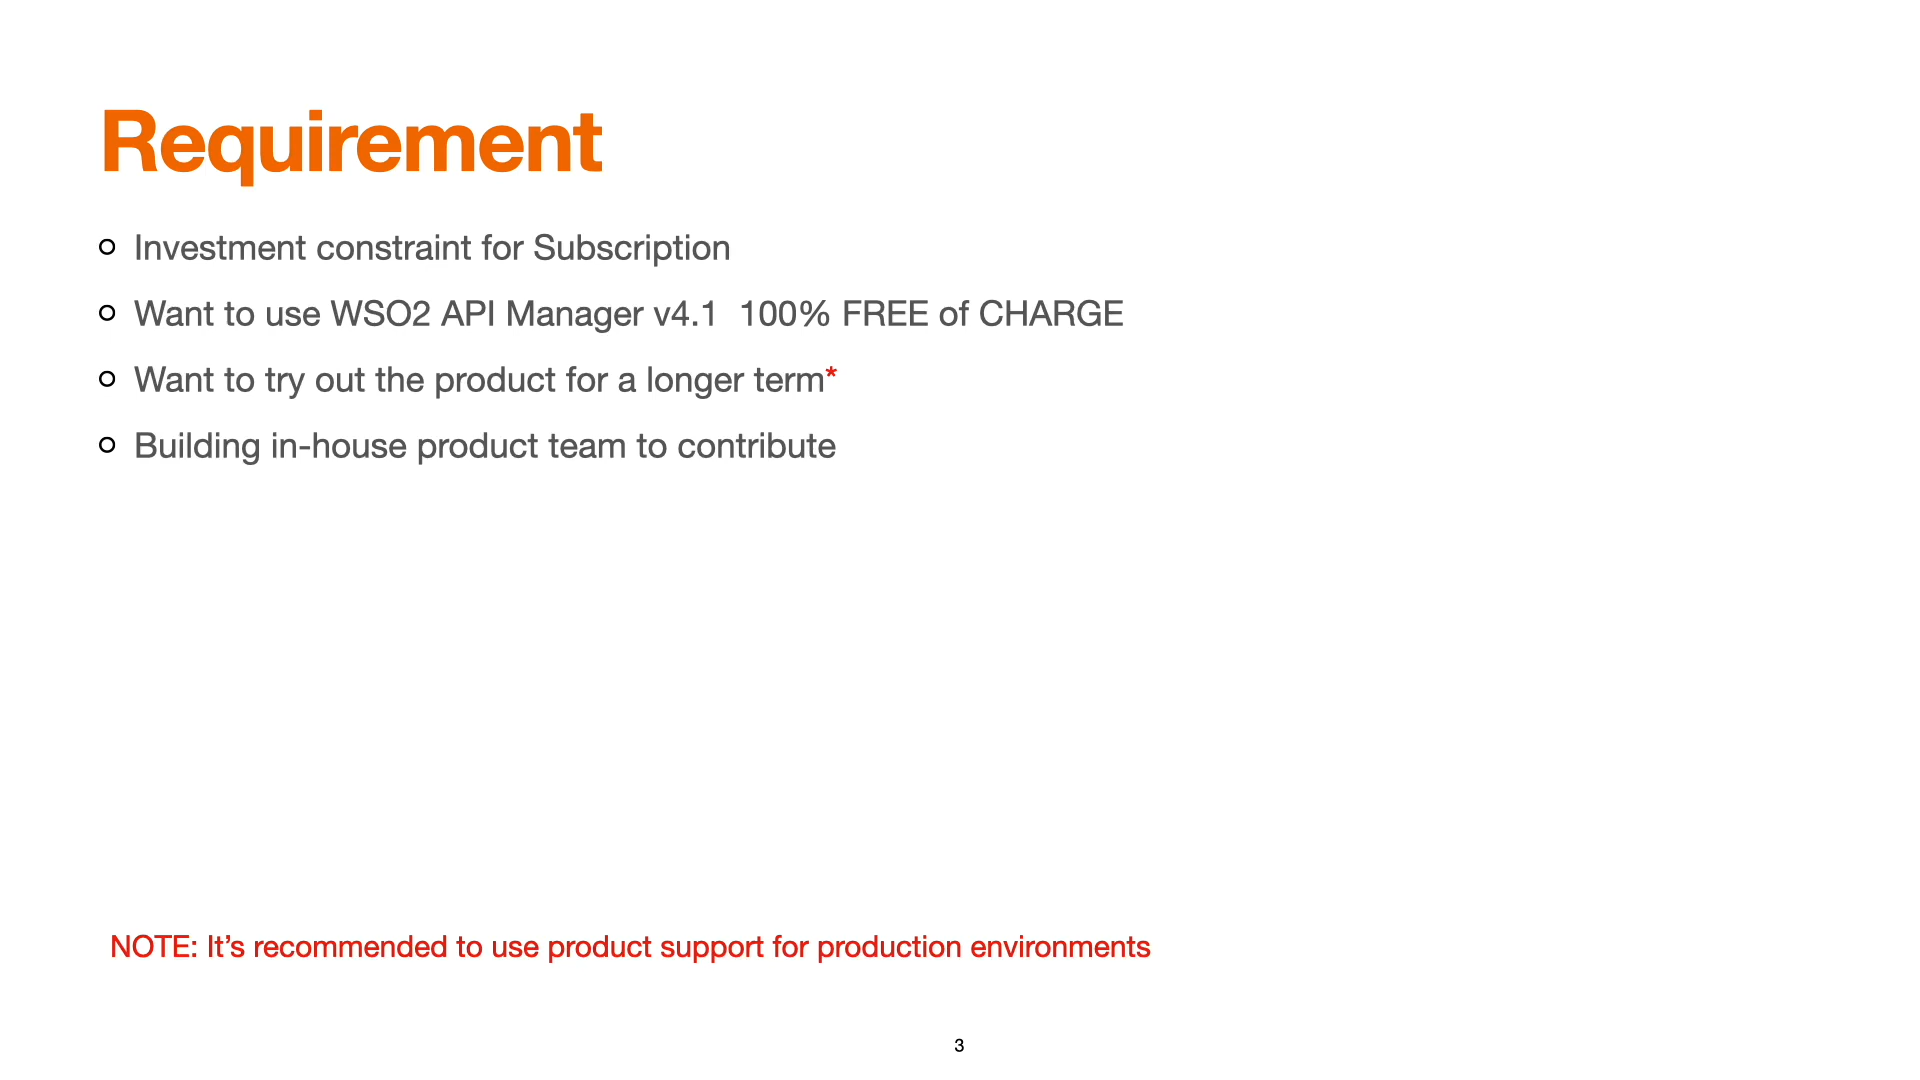 Requirement
Investment constraint for Subscription
Want to use WSO2 API Manager v4.1  100% FREE of CHARGE
Want to try out the product for a longer term*
Building in-house product team to contribute
NOTE: It’s recommended to use product support for production environments
3